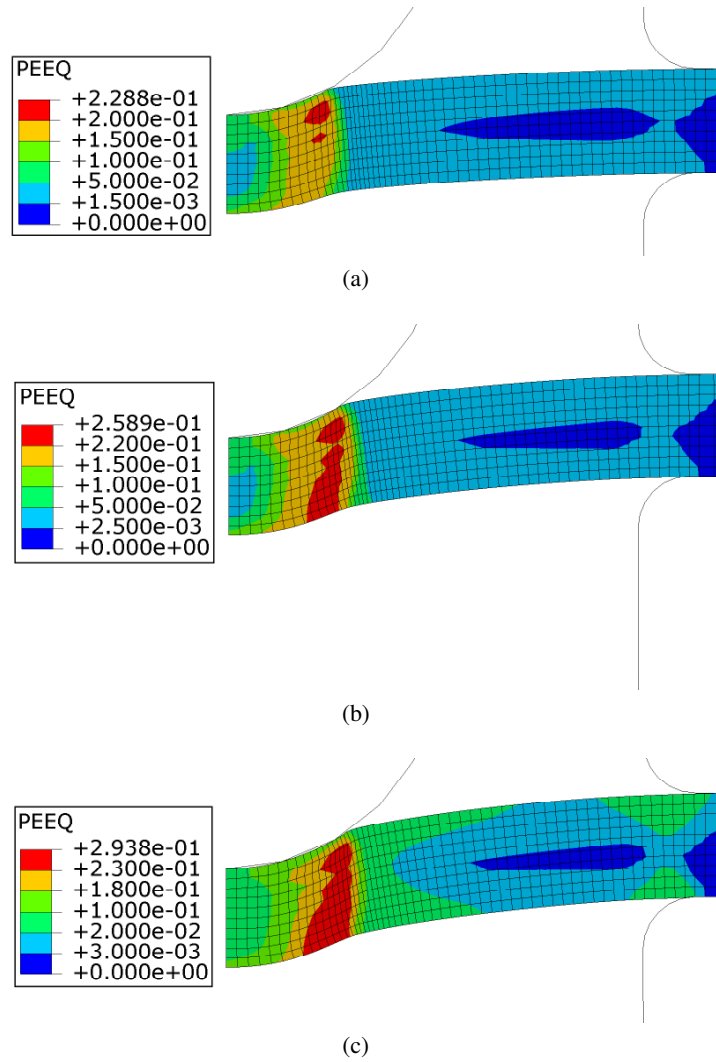 PEEQ
+2.288e-01
+2.000e-01
+1.500e-01
+1.000e-01
+5.000e-02
+1.500e-03
+0.000e+00
(a)
PEEQ
+2.589e-01
+2.200e-01
+1.500e-01
+1.000e-01
+5.000e-02
+2.500e-03
+0.000e+00
(b)
PEEQ
+2.938e-01
+2.300e-01
+1.800e-01
+1.000e-01
+2.000e-02
+3.000e-03
+0.000e+00
(c)